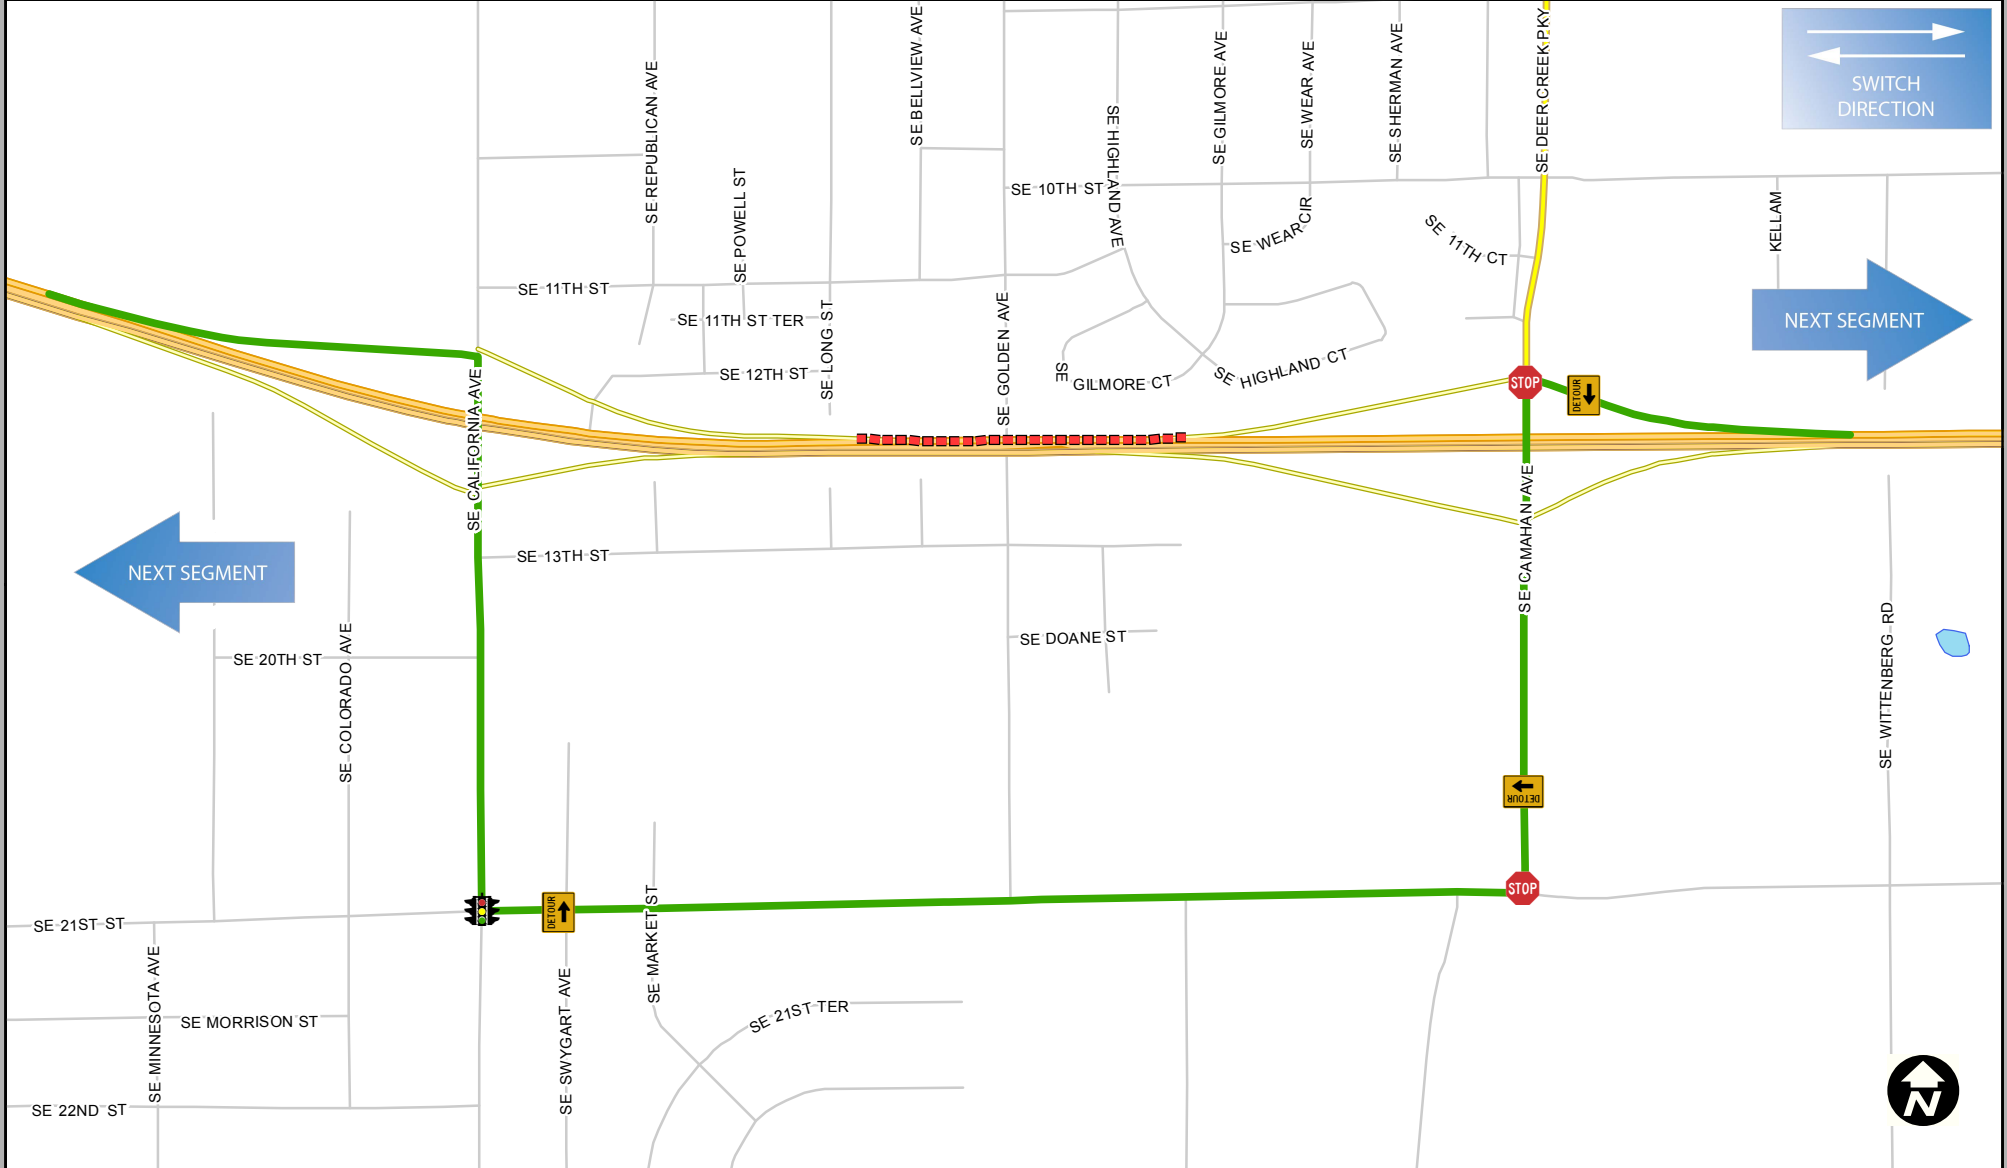 SE REPUBLICAN AVE
SE POWELL ST
SE BELLVIEW AVE
SE HIGHLAND AVE
SE GILMORE AVE
SE WEAR AVE
SE SHERMAN AVE
SE DEER CREEK PKY
SWITCH
DIRECTION
SE 10TH ST
SE WEAR CIR
SE 11TH CT
KELLAM
SE 11TH ST
SE 11TH ST TER
SE LONG ST
SE GOLDEN AVE
NEXT SEGMENT
SE 12TH ST
SE GILMORE CT
SE HIGHLAND CT
STOP
DETOUR
SE CALIFORNIA AVE
SE CAMAHAN AVE
SE 13TH ST
NEXT SEGMENT
SE DOANE ST
SE 20TH ST
SE COLORADO AVE
SE WITTENBERG RD
DETOUR
STOP
DETOUR
SE 21ST ST
SE MARKET ST
SE MINNESOTA AVE
SE SWYGART AVE
SE MORRISON ST
SE 21ST TER
SE 22ND ST
N